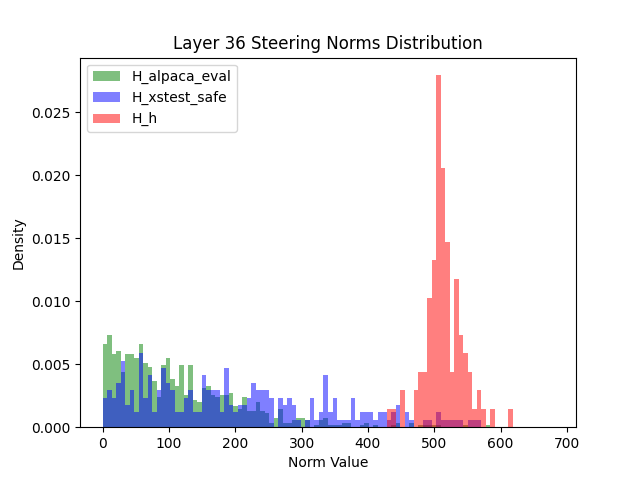 Layer 36 Steering Norms Distribution
H_alpaca_eval
H_xstest_safe
H_h
Density
0.025
0.020
0.015
0.010
0.005
0.000
0 100 200 300 400 500 600 700
Norm Value